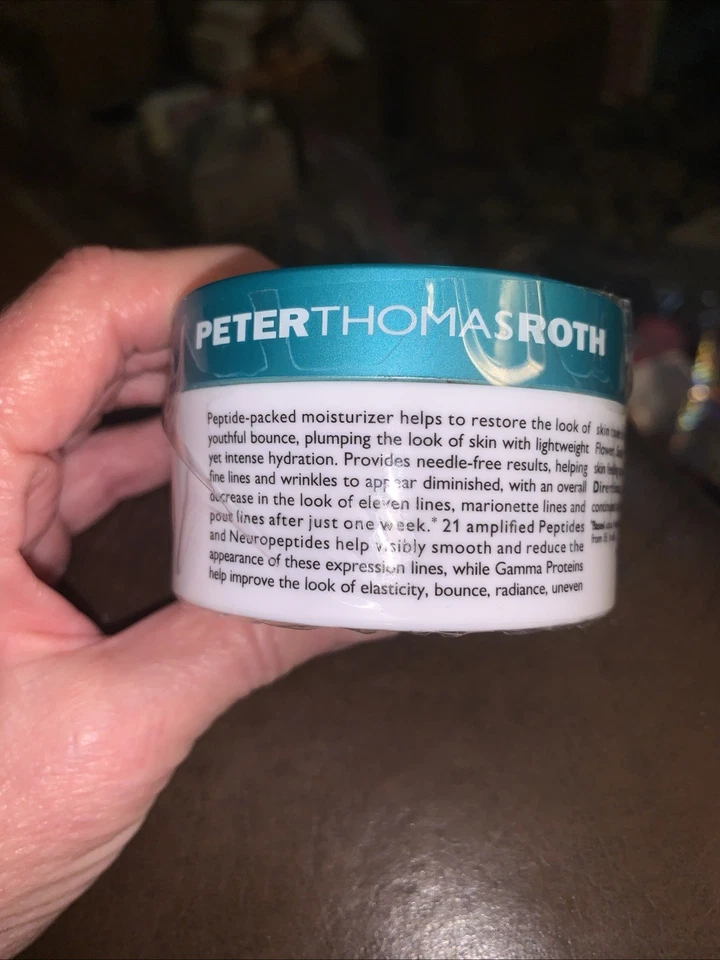 PETERTHOMASROTH
Peptide-packed moisturizer helps to restore the look of
youthful bounce, plumping the look of skin with lightweight
yet intense hydration. Provides needle-free results, helping
fine lines and wrinkles to appear diminished, with an overall
decrease in the look of eleven lines, marionette lines and
pout lines after just one week.* 21 amplified Peptides
and Neuropeptides help visibly smooth and reduce the
appearance of these expression lines, while Gamma Proteins
help improve the look of elasticity, bounce, radiance, uneven
skin
Flower
skin